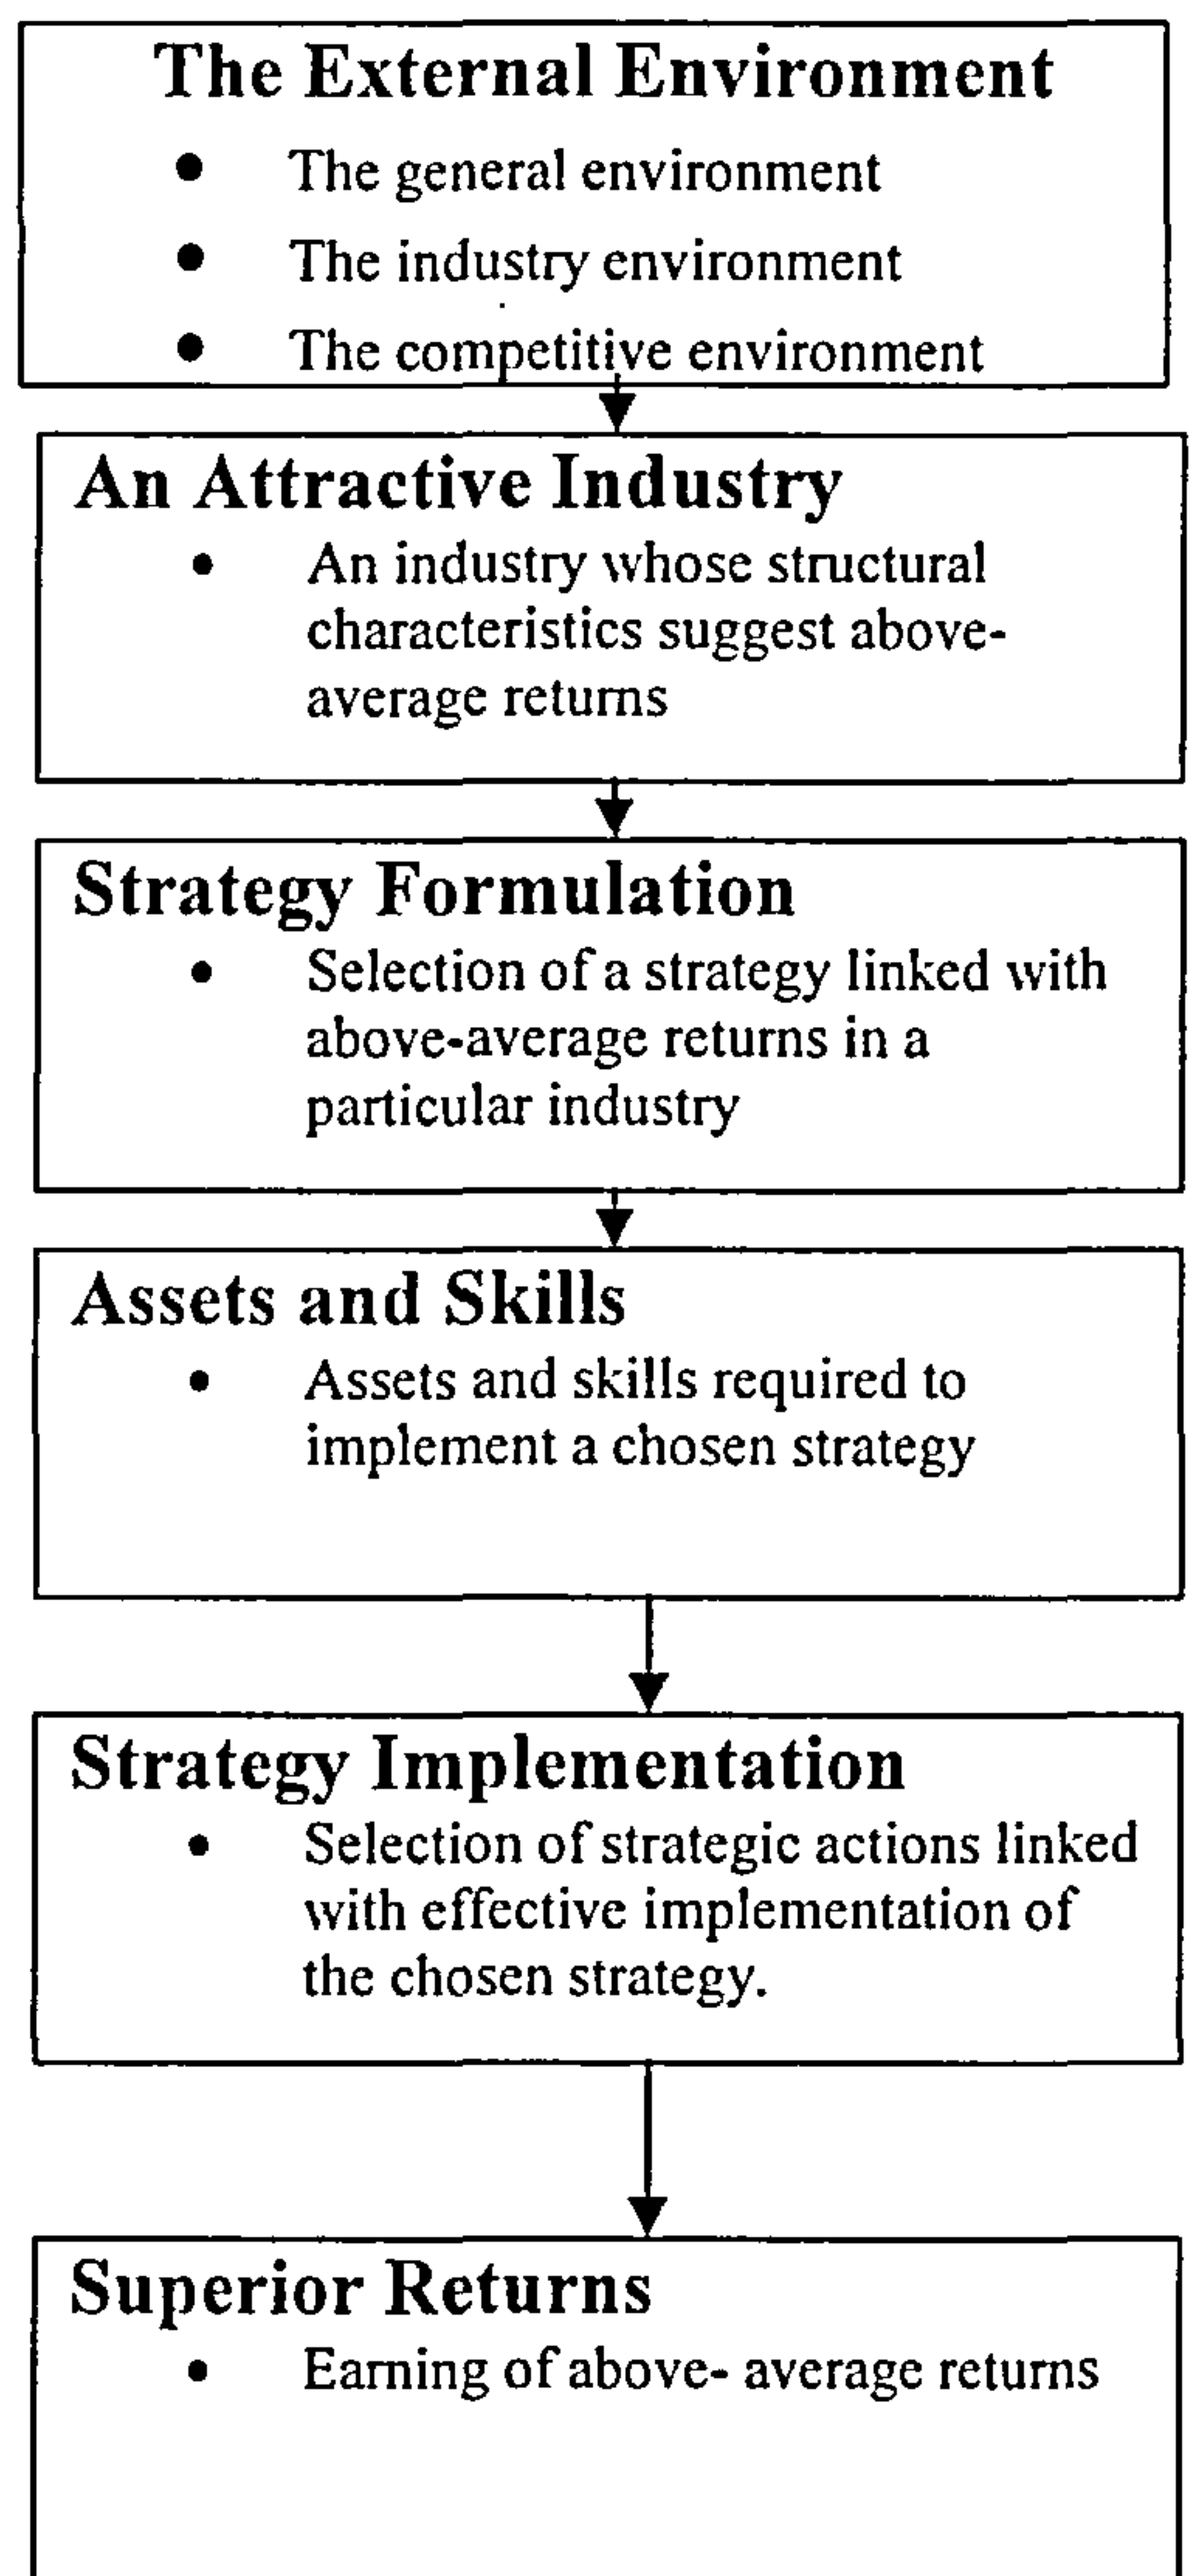 The External Environment
● The general environment
● The industry environment
● The competitive environment
An Attractive Industry
● An industry whose structural
characteristics suggest above-
average returns
Strategy Formulation
● Selection of a strategy linked with
above-average returns in a
particular industry
Assets and Skills
● Assets and skills required to
implement a chosen strategy
Strategy Implementation
● Selection of strategic actions linked
with effective implementation of
the chosen strategy.
Superior Returns
● Earning of above- average returns